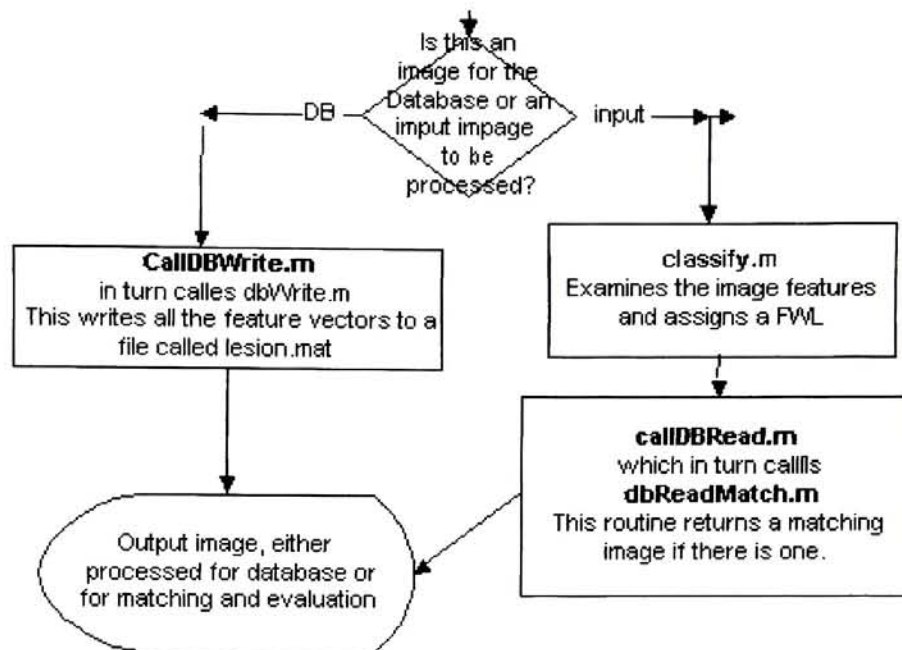 Is this an
image for the
Database or an
imput impage
to be
processed?
DB
input
CallDBWrite.m
in turn calles dbWrite.m
This writes all the feature vectors to a
file called lesion.mat
classify.m
Examines the image features
and assigns a FWL
callDBRead.m
which in turn calllls
dbReadMatch.m
This routine returns a matching
image if there is one.
Output image, either
processed for database or
for matching and evaluation